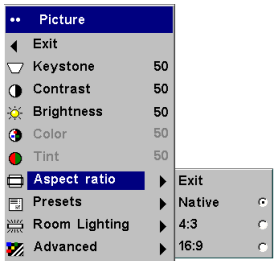 Picture
Exit
Keystone 50
Contrast 50
Brightness 50
Color 50
Tint 50
Aspect ratio
Presets
Room Lighting
Advanced
Exit
Native
4:3
16:9